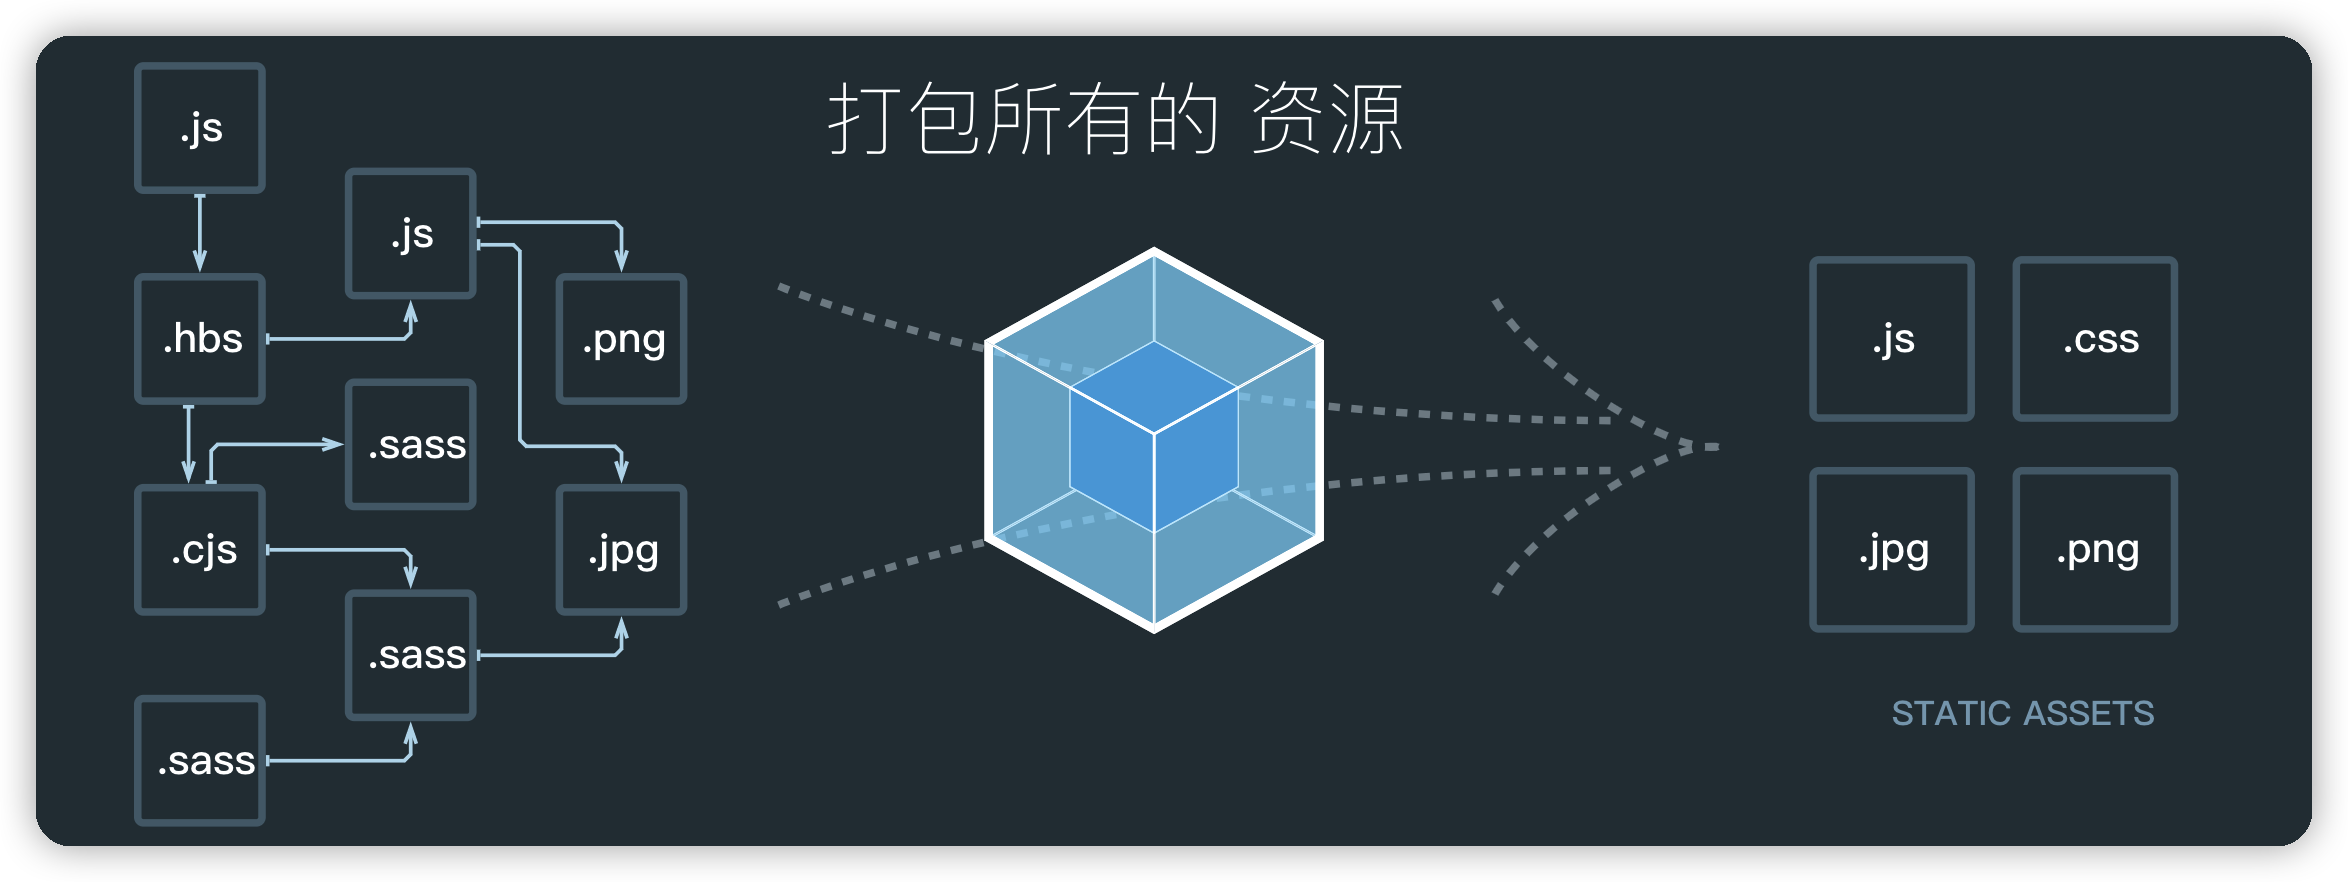 打包所有的 资源
.js
.js
.hbs
.png
.sass
.cjs
.jpg
.sass
.sass
.js
.css
.jpg
.png
STATIC ASSETS